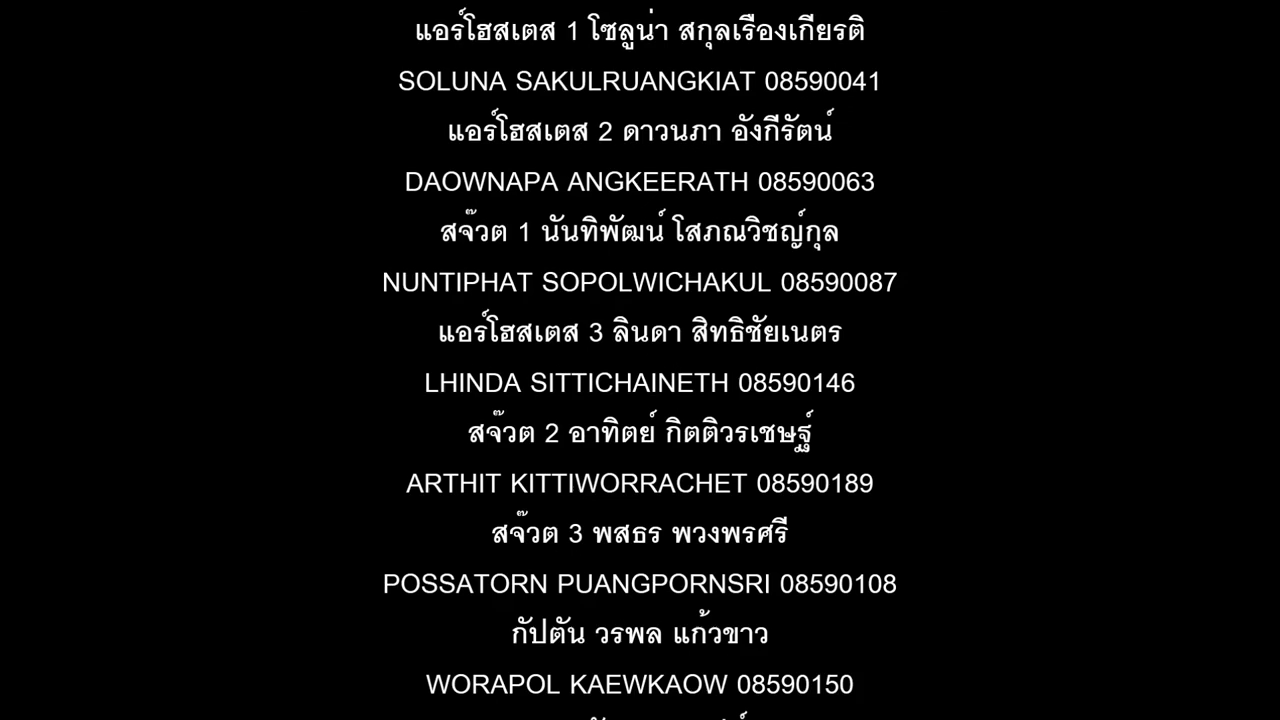 แอร์โฮสเตส 1 โซลูน่า สกุลเรืองเกียรติ
SOLUNA SAKULRUANGKIAT 08590041
แอร์โฮสเตส 2 ดาวนภา อังกีรัตน์
DAOWNAPA ANGKEERATH 08590063
สจ๊วต 1 นันทิพัฒน์ โสภณวิชญ์กุล
NUNTIPHAT SOPOLWICHAKUL 08590087
แอร์โฮสเตส 3 ลินดา สิทธิชัยเนตร
LHINDA SITTICHAINETH 08590146
สจ๊วต 2 อาทิตย์ กิตติวรเชษฐ์
ARTHIT KITTIWORRACHET 08590189
สจ๊วต 3 พสธร พวงพรศรี
POSSATORN PUANGPORNSRI 08590108
กัปตัน วรพล แก้วขาว
WORAPOL KAEWKAOW 08590150